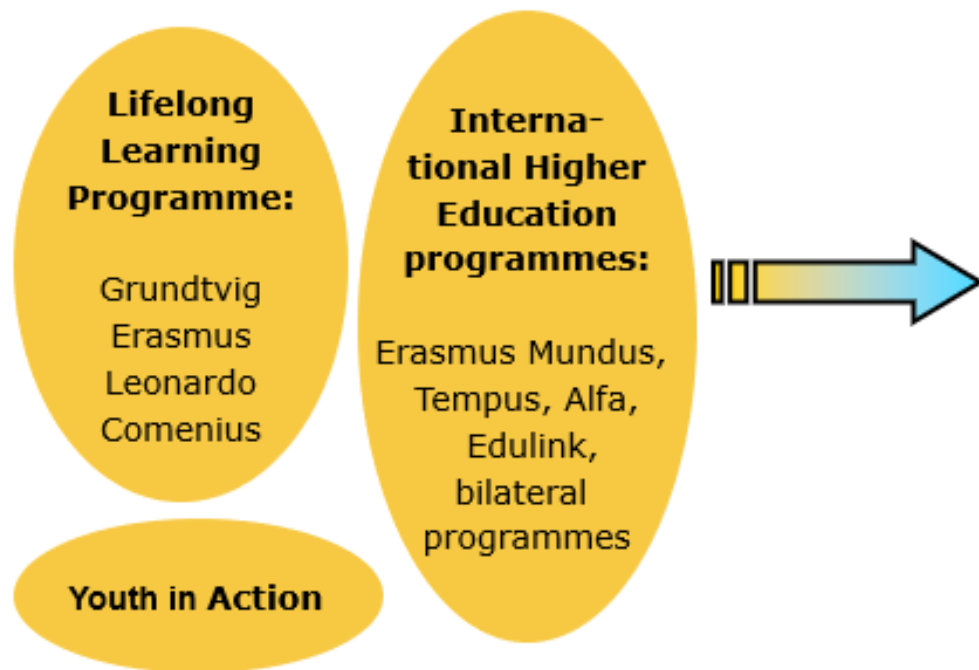 Lifelong
Learning
Programme:
Grundtvig
Erasmus
Leonardo
Comenius
Interna-
tional Higher
Education
programmes:
Erasmus Mundus,
Tempus, Alfa,
Edulink,
bilateral
programmes
Youth in Action